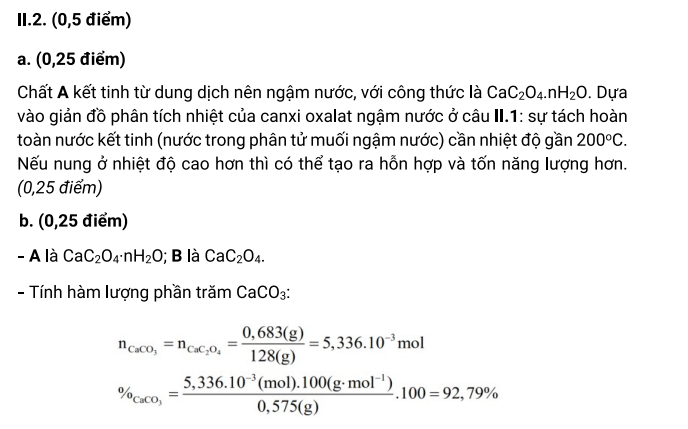 II.2. (0,5 điểm)
a. (0,25 điểm)
Chất A kết tinh từ dung dịch nên ngậm nước, với công thức là CaC₂O₄.nH₂O. Dựa
vào giản đồ phân tích nhiệt của canxi oxalat ngậm nước ở câu II.1: sự tách hoàn
toàn nước kết tinh (nước trong phân tử muối ngậm nước) cần nhiệt độ gần 200ºC.
Nếu nung ở nhiệt độ cao hơn thì có thể tạo ra hỗn hợp và tốn năng lượng hơn.
(0,25 điểm)
b. (0,25 điểm)
- A là CaC₂O₄·nH₂O; B là CaC₂O₄.
- Tính hàm lượng phần trăm CaCO₃:
n_CaCO₃ = n_CaC₂O₄ = 0,683(g) / 128(g) = 5,336.10⁻³ mol
%_CaCO₃ = 5,336.10⁻³(mol).100(g·mol⁻¹) / 0,575(g) .100 = 92,79%